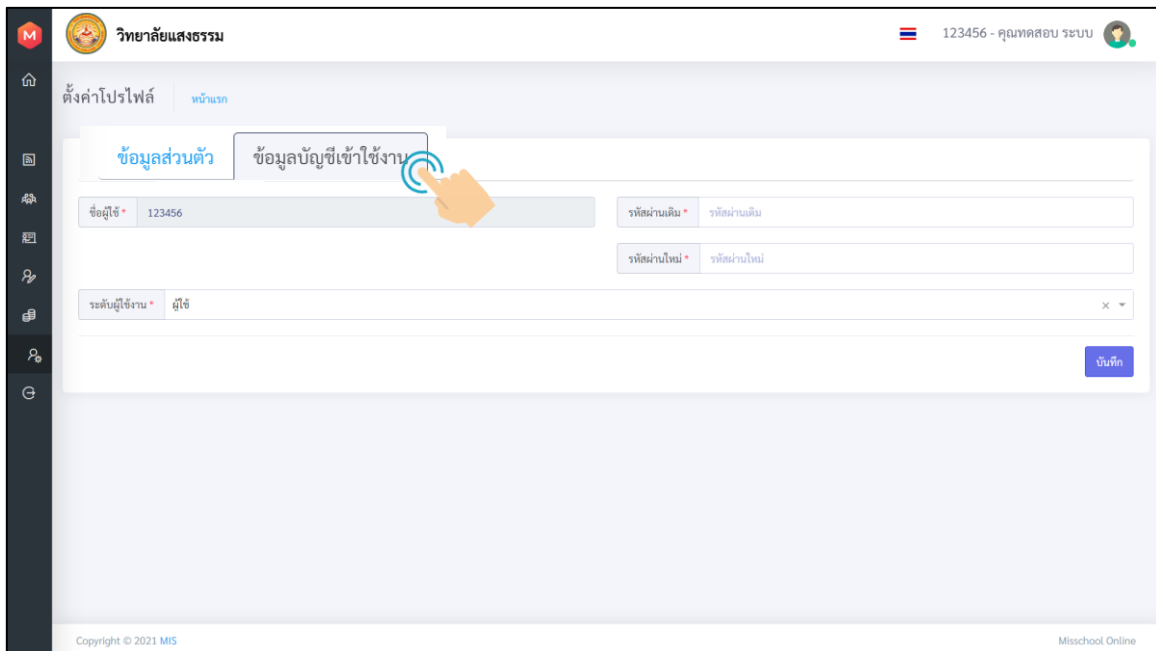 M วิทยาลัยแสงธรรม 123456 - คุณทดสอบ ระบบ
ตั้งค่าโปรไฟล์ หน้าแรก
ข้อมูลส่วนตัว ข้อมูลบัญชีเข้าใช้งาน
ชื่อผู้ใช้ * 123456 รหัสผ่านเดิม * รหัสผ่านเดิม
รหัสผ่านใหม่ * รหัสผ่านใหม่
ระดับผู้ใช้งาน * ผู้ใช้
บันทึก
Copyright © 2021 MIS Misschool Online